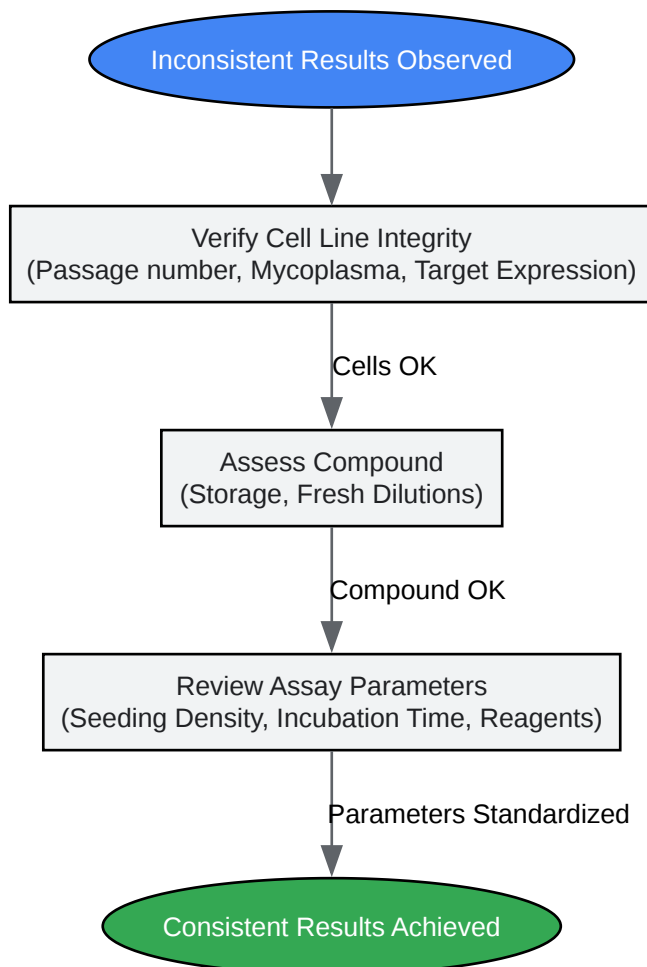 Inconsistent Results Observed
Verify Cell Line Integrity
(Passage number, Mycoplasma, Target Expression)
Cells OK
Assess Compound
(Storage, Fresh Dilutions)
Compound OK
Review Assay Parameters
(Seeding Density, Incubation Time, Reagents)
Parameters Standardized
Consistent Results Achieved